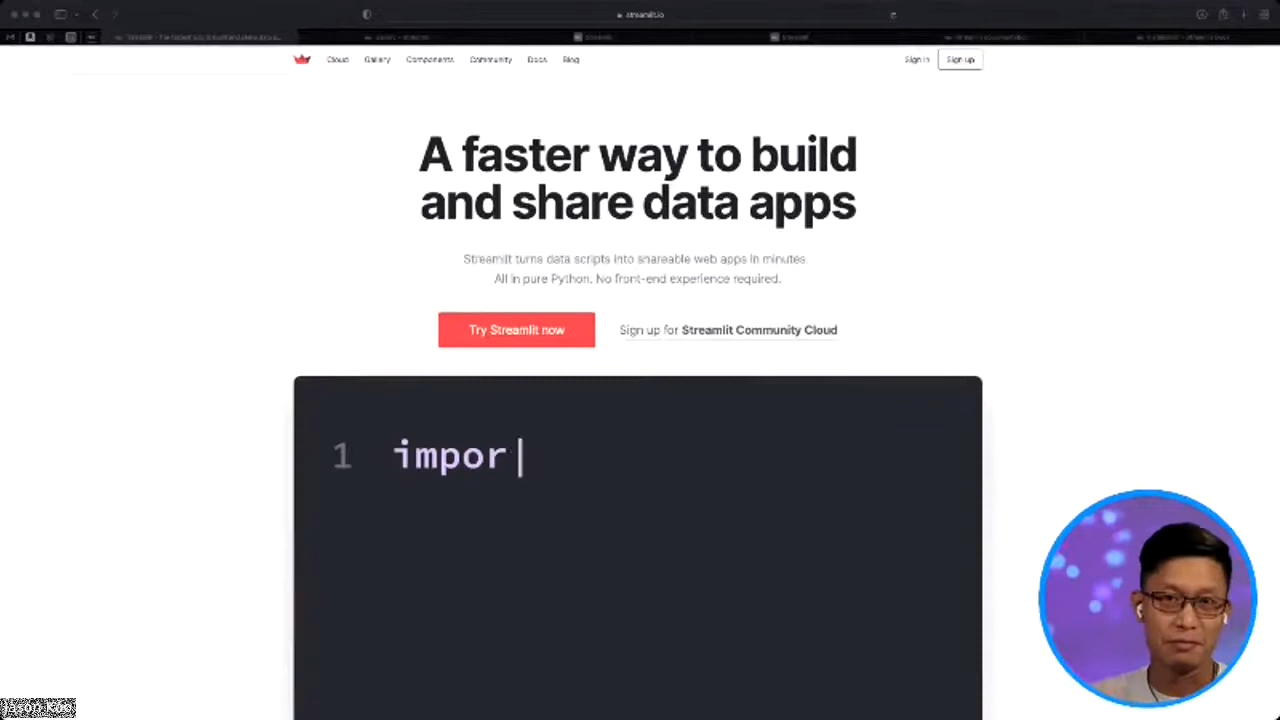 streamlit.io
Cloud Gallery Components Community Docs Blog Sign in Sign up
A faster way to build
and share data apps
Streamlit turns data scripts into shareable web apps in minutes.
All in pure Python. No front-end experience required.
Try Streamlit now Sign up for Streamlit Community Cloud
1 impor